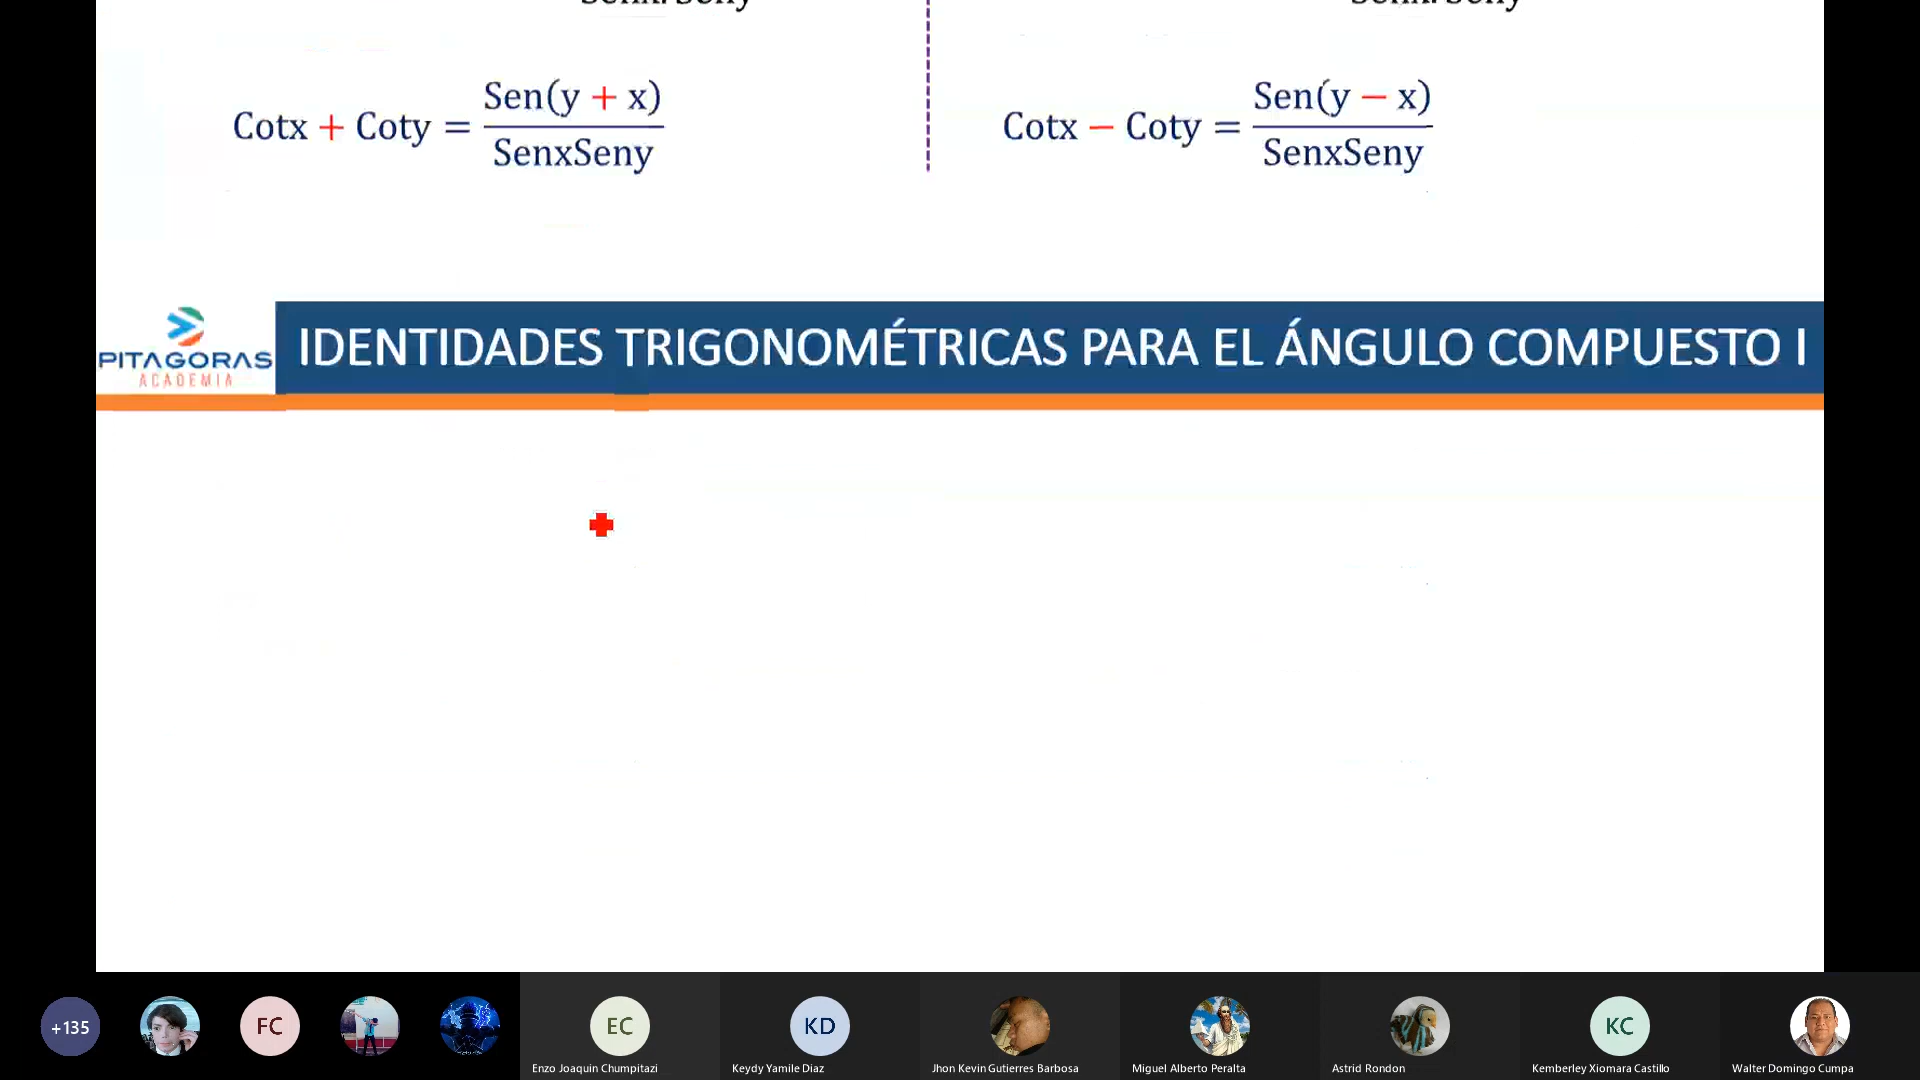 Cotx + Coty = Sen(y + x) / SenxSeny
Cotx − Coty = Sen(y − x) / SenxSeny
PITAGORAS
ACADEMIA
IDENTIDADES TRIGONOMÉTRICAS PARA EL ÁNGULO COMPUESTO I
+135
FC
EC
KD
KC
Enzo Joaquin Chumpitazi
Keydy Yamile Diaz
Jhon Kevin Gutierres Barbosa
Miguel Alberto Peralta
Astrid Rondon
Kemberley Xiomara Castillo
Walter Domingo Cumpa